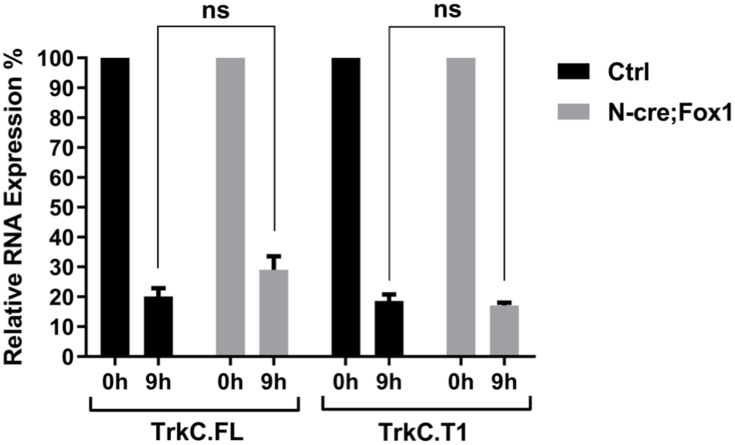 ns
ns
Relative RNA Expression %
100
90
80
70
60
50
40
30
20
10
0
0h 9h 0h 9h 0h 9h 0h 9h
TrkC.FL TrkC.T1
Ctrl
N-cre;Fox1